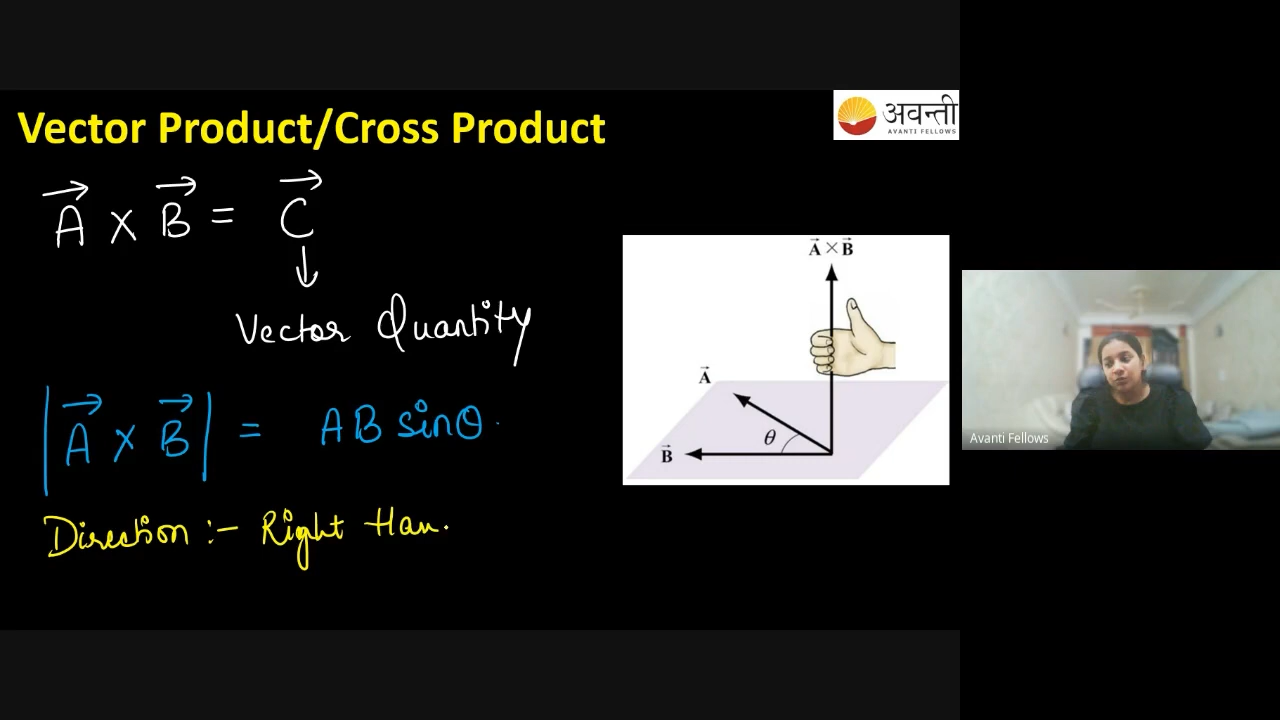 Vector Product/Cross Product
अवन्ती
AVANTI FELLOWS
A⃗ X B⃗ = C⃗
↓
Vector Quantity
|A⃗ X B⃗| = AB sinθ.
Direction :- Right Han.
A⃗ × B⃗
A⃗
θ
B⃗
Avanti Fellows